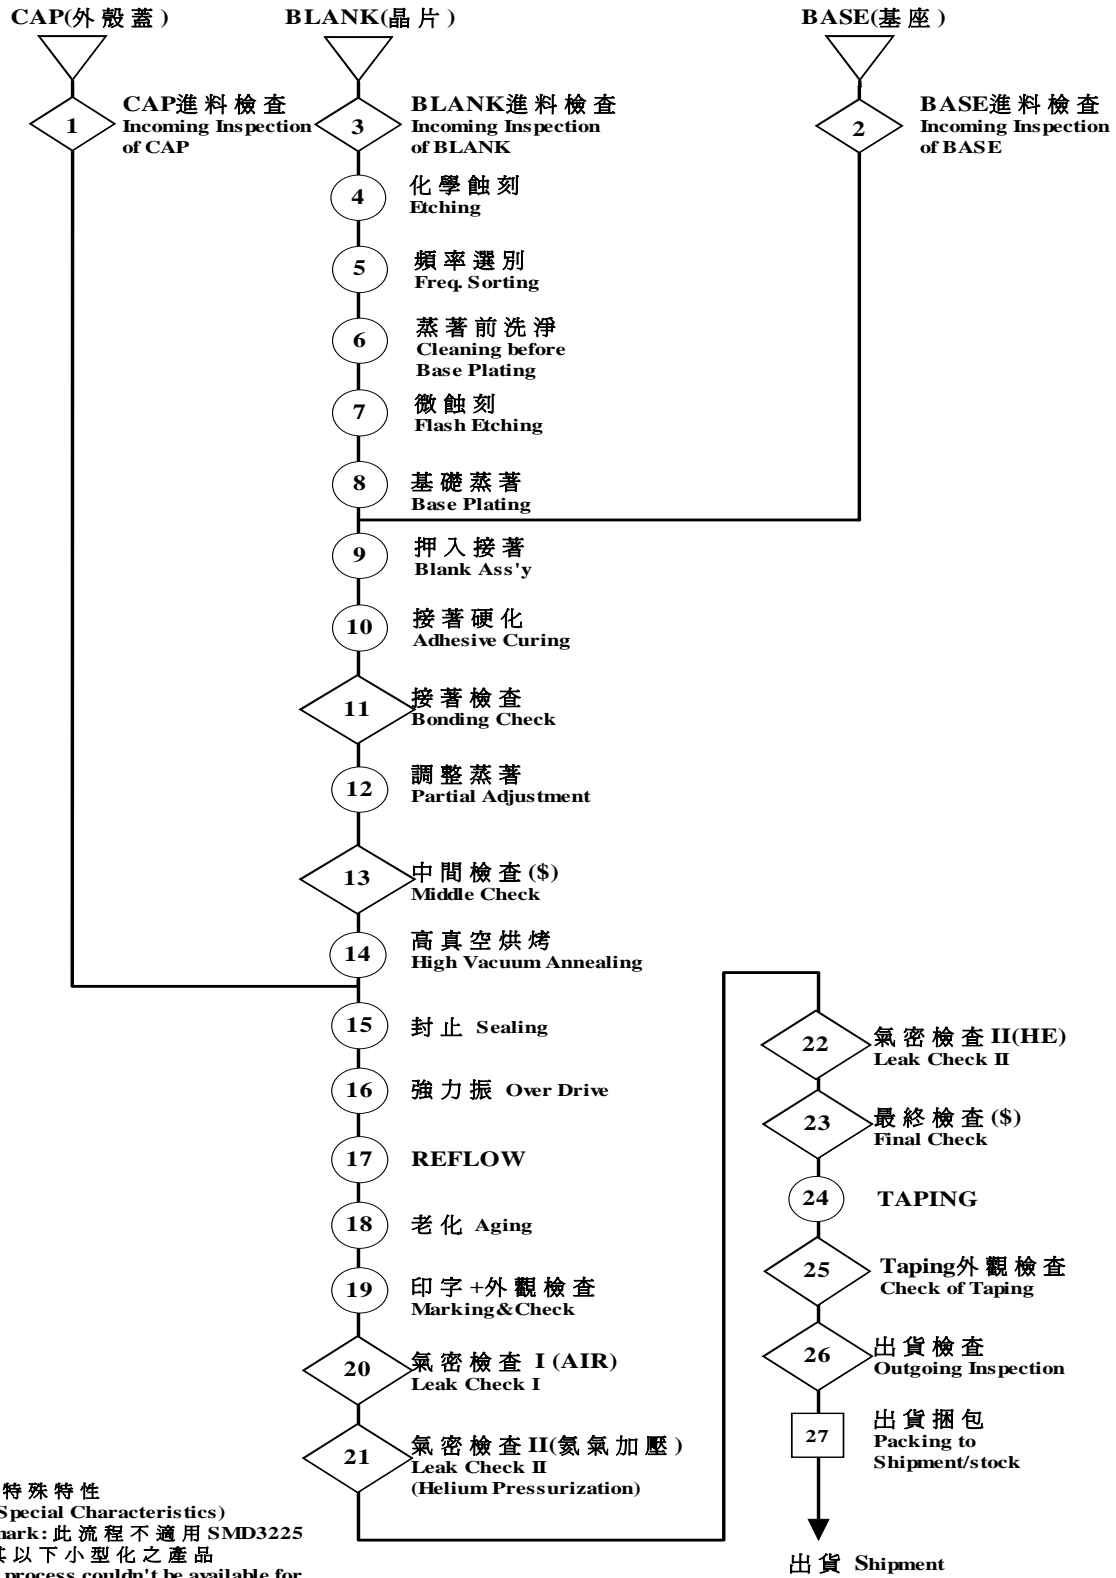 CAP(外殼蓋)
BLANK(晶片)
BASE(基座)
1
CAP進料檢查
Incoming Inspection
of CAP
3
BLANK進料檢查
Incoming Inspection
of BLANK
2
BASE進料檢查
Incoming Inspection
of BASE
4
化學蝕刻
Etching
5
頻率選別
Freq. Sorting
6
蒸著前洗淨
Cleaning before
Base Plating
7
微蝕刻
Flash Etching
8
基礎蒸著
Base Plating
9
押入接著
Blank Ass'y
10
接著硬化
Adhesive Curing
11
接著檢查
Bonding Check
12
調整蒸著
Partial Adjustment
13
中間檢查($)
Middle Check
14
高真空烘烤
High Vacuum Annealing
15
封止 Sealing
16
強力振 Over Drive
17
REFLOW
18
老化 Aging
19
印字+外觀檢查
Marking&Check
20
氣密檢查 I (AIR)
Leak Check I
21
氣密檢查II(氦氣加壓)
Leak Check II
(Helium Pressurization)
22
氣密檢查II(HE)
Leak Check II
23
最終檢查($)
Final Check
24
TAPING
25
Taping外觀檢查
Check of Taping
26
出貨檢查
Outgoing Inspection
27
出貨捆包
Packing to
Shipment/stock
出貨 Shipment
特殊特性
Special Characteristics)
mark:此流程不適用SMD3225
以下小型化之產品
process couldn't be available for